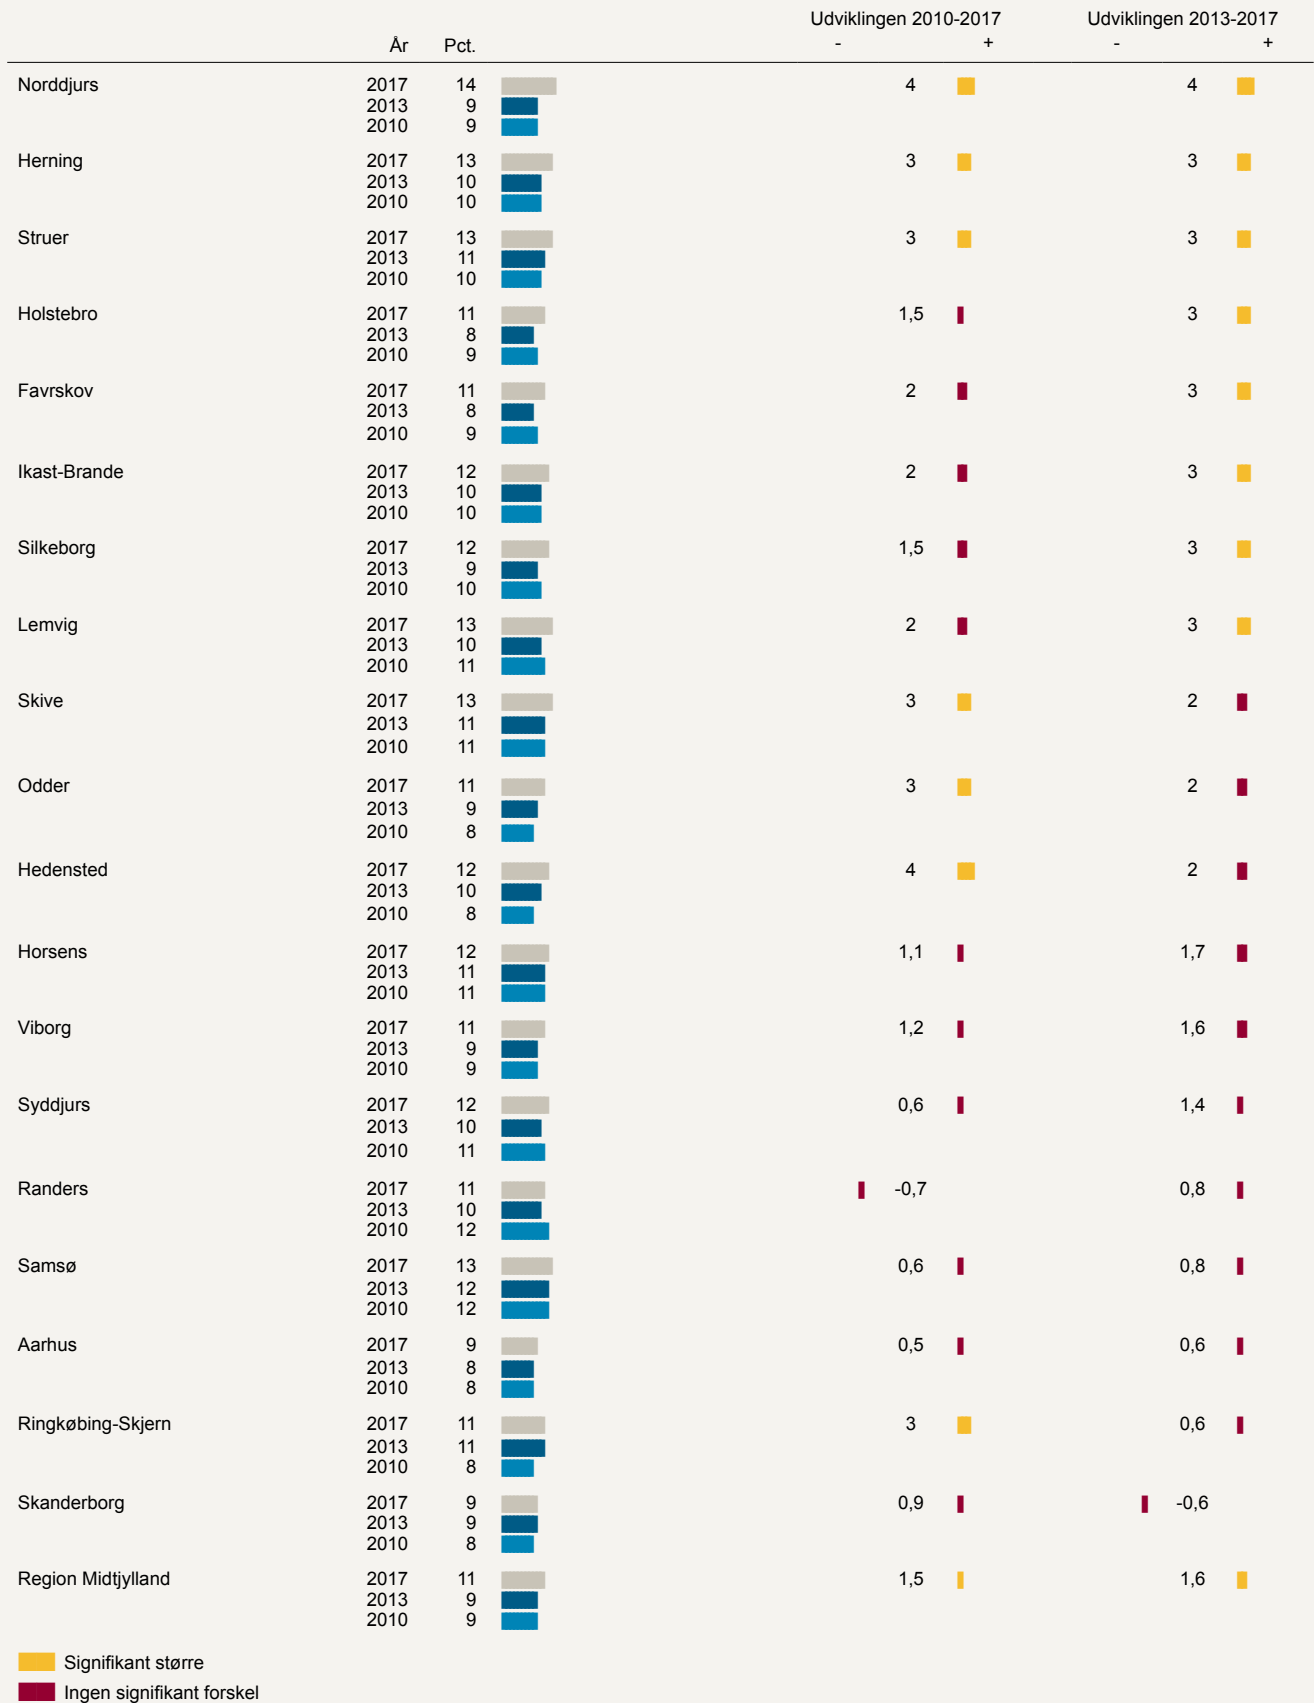 Udviklingen 2010-2017 Udviklingen 2013-2017
År Pct. - + - +
Norddjurs 2017 14 4 4
2013 9
2010 9
Herning 2017 13 3 3
2013 10
2010 10
Struer 2017 13 3 3
2013 11
2010 10
Holstebro 2017 11 1,5 3
2013 8
2010 9
Favrskov 2017 11 2 3
2013 8
2010 9
Ikast-Brande 2017 12 2 3
2013 10
2010 10
Silkeborg 2017 12 1,5 3
2013 9
2010 10
Lemvig 2017 13 2 3
2013 10
2010 11
Skive 2017 13 3 2
2013 11
2010 11
Odder 2017 11 3 2
2013 9
2010 8
Hedensted 2017 12 4 2
2013 10
2010 8
Horsens 2017 12 1,1 1,7
2013 11
2010 11
Viborg 2017 11 1,2 1,6
2013 9
2010 9
Syddjurs 2017 12 0,6 1,4
2013 10
2010 11
Randers 2017 11 -0,7 0,8
2013 10
2010 12
Samsø 2017 13 0,6 0,8
2013 12
2010 12
Aarhus 2017 9 0,5 0,6
2013 8
2010 8
Ringkøbing-Skjern 2017 11 3 0,6
2013 11
2010 8
Skanderborg 2017 9 0,9 -0,6
2013 9
2010 8
Region Midtjylland 2017 11 1,5 1,6
2013 9
2010 9
Signifikant større
Ingen signifikant forskel